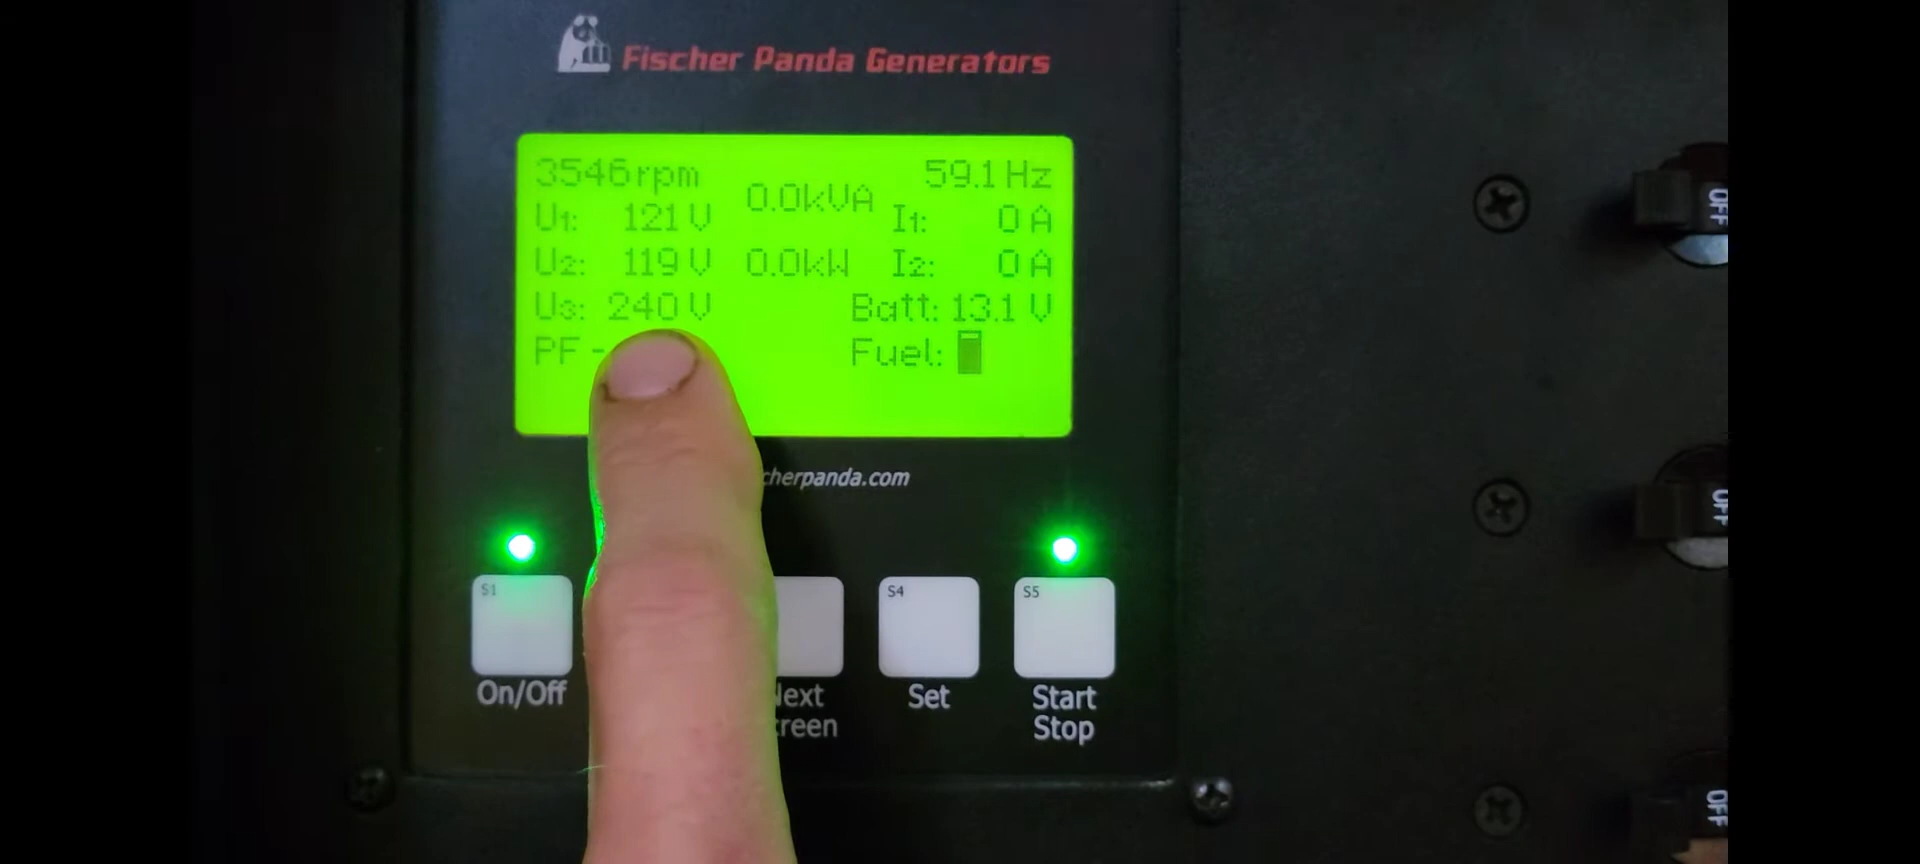 Fischer Panda Generators
3546rpm 0.0kVA 59.1 Hz
U1: 121 V I1: 0 A
U2: 119 V 0.0kW I2: 0 A
U3: 240 V Batt: 13.1 V
PF - Fuel:
cherpanda.com
S1 S4 S5
On/Off Next Screen Set Start Stop
OFF
OFF
OFF